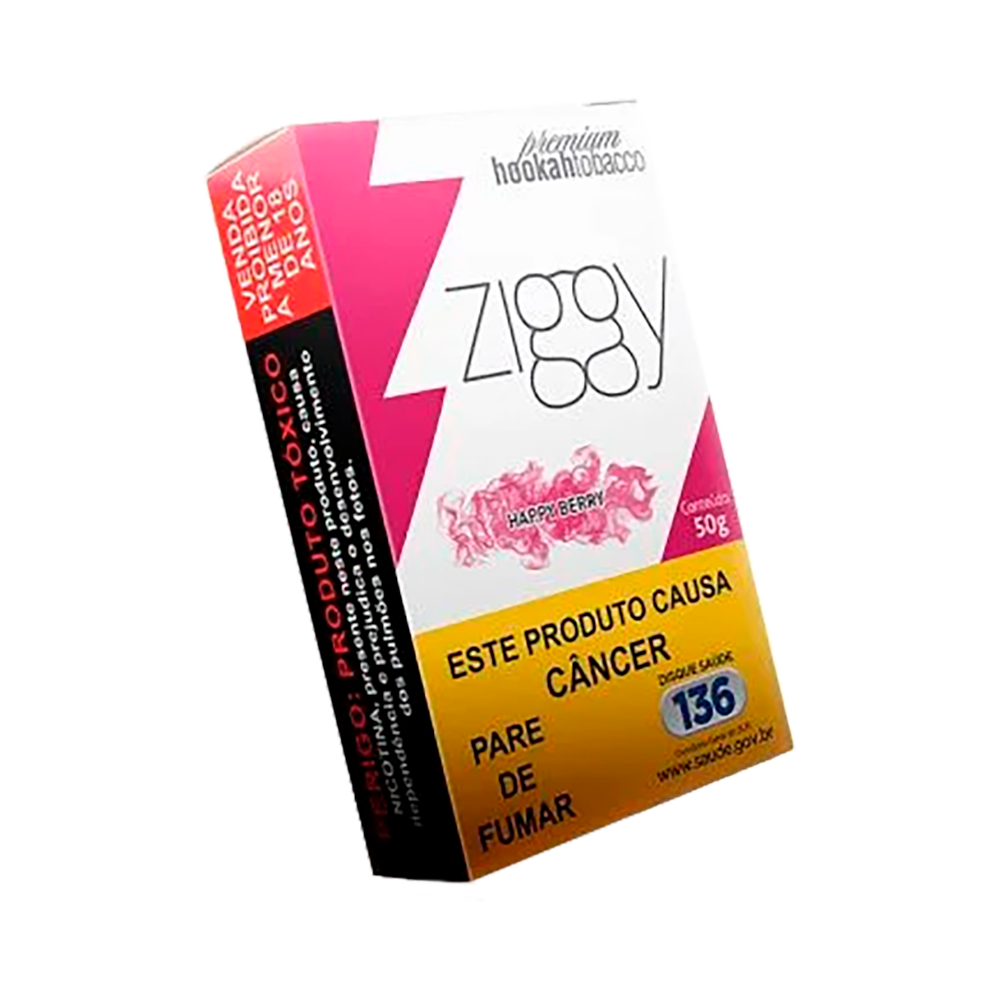 premium
hookahtobacco
ziggy
HAPPY BERRY
Conteúdo
50g
ESTE PRODUTO CAUSA
CÂNCER
PARE
DE
FUMAR
DISQUE SAÚDE
136
www.saude.gov.br
VENDA
PROIBIDA
A MENOR
DE 18
ANOS
PERIGO: PRODUTO TÓXICO
NICOTINA, presente neste produto, causa
dependência e prejudica o desenvolvimento
dos pulmões nos fetos.